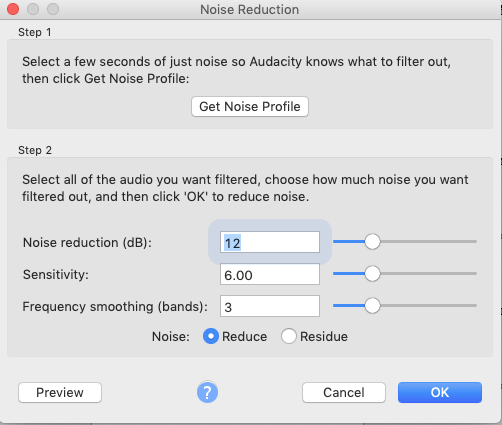 Noise Reduction
Step 1
Select a few seconds of just noise so Audacity knows what to filter out,
then click Get Noise Profile:
Get Noise Profile
Step 2
Select all of the audio you want filtered, choose how much noise you want
filtered out, and then click 'OK' to reduce noise.
Noise reduction (dB): 12
Sensitivity: 6.00
Frequency smoothing (bands): 3
Noise: Reduce Residue
Preview ? Cancel OK